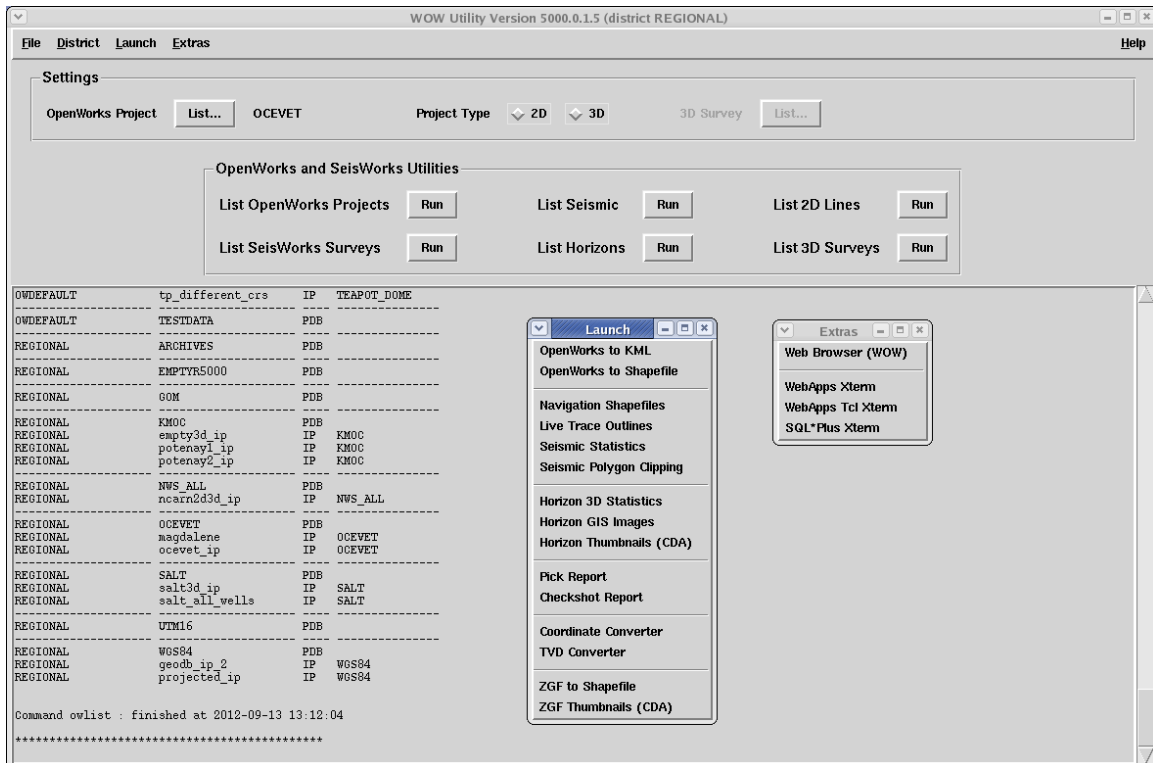 WOW Utility Version 5000.0.1.5 (district REGIONAL)
File District Launch Extras Help
Settings
OpenWorks Project List... OCEVET Project Type 2D 3D 3D Survey List...
OpenWorks and SeisWorks Utilities
List OpenWorks Projects Run List Seismic Run List 2D Lines Run
List SeisWorks Surveys Run List Horizons Run List 3D Surveys Run
OWDEFAULT tp_different_crs IP TEAPOT_DOME
OWDEFAULT TESTDATA PDB
REGIONAL ARCHIVES PDB
REGIONAL EMPTYR5000 PDB
REGIONAL GOM PDB
REGIONAL KMOC PDB
REGIONAL empty3d_ip IP KMOC
REGIONAL potenay1_ip IP KMOC
REGIONAL potenay2_ip IP KMOC
REGIONAL NWS_ALL PDB
REGIONAL ncarn2d3d_ip IP NWS_ALL
REGIONAL OCEVET PDB
REGIONAL magdalene IP OCEVET
REGIONAL ocevet_ip IP OCEVET
REGIONAL SALT PDB
REGIONAL salt3d_ip IP SALT
REGIONAL salt_all_wells IP SALT
REGIONAL UTM16 PDB
REGIONAL WGS84 PDB
REGIONAL geodb_ip_2 IP WGS84
REGIONAL projected_ip IP WGS84
Command owlist : finished at 2012-09-13 13:12:04
*********************************************
Launch
OpenWorks to KML
OpenWorks to Shapefile
Navigation Shapefiles
Live Trace Outlines
Seismic Statistics
Seismic Polygon Clipping
Horizon 3D Statistics
Horizon GIS Images
Horizon Thumbnails (CDA)
Pick Report
Checkshot Report
Coordinate Converter
TVD Converter
ZGF to Shapefile
ZGF Thumbnails (CDA)
Extras
Web Browser (WOW)
WebApps Xterm
WebApps Tcl Xterm
SQL*Plus Xterm